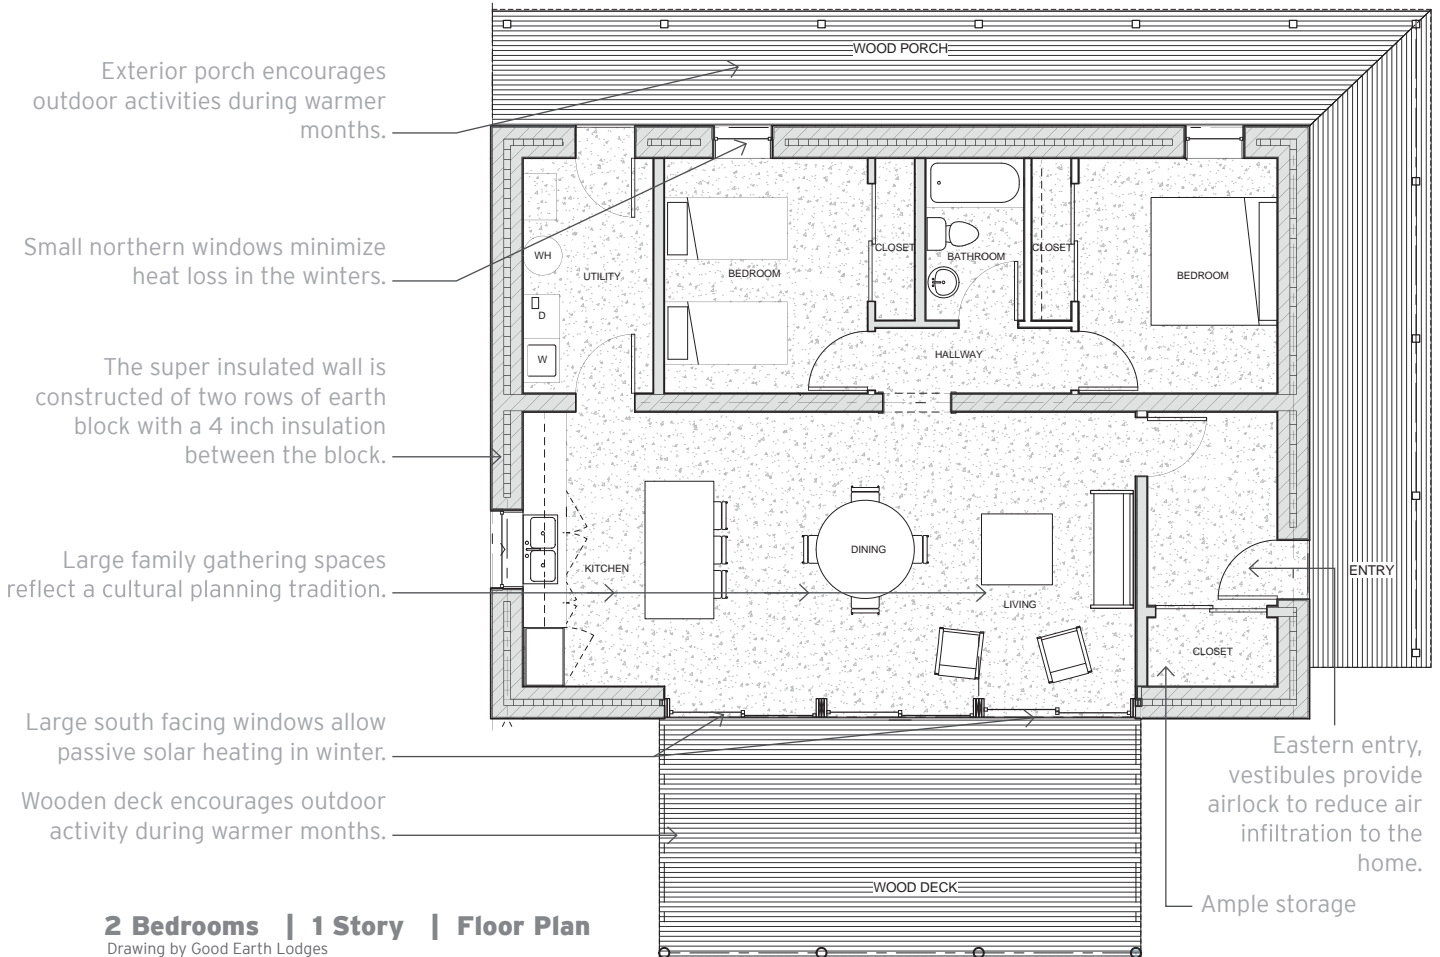 WOOD PORCH
Exterior porch encourages
outdoor activities during warmer
months.
Small northern windows minimize
heat loss in the winters.
The super insulated wall is
constructed of two rows of earth
block with a 4 inch insulation
between the block.
Large family gathering spaces
reflect a cultural planning tradition.
Large south facing windows allow
passive solar heating in winter.
Wooden deck encourages outdoor
activity during warmer months.
WH
UTILITY
D
W
BEDROOM
CLOSET
BATHROOM
CLOSET
BEDROOM
HALLWAY
KITCHEN
DINING
LIVING
ENTRY
CLOSET
Eastern entry,
vestibules provide
airlock to reduce air
infiltration to the
home.
Ample storage
WOOD DECK
2 Bedrooms | 1 Story | Floor Plan
Drawing by Good Earth Lodges